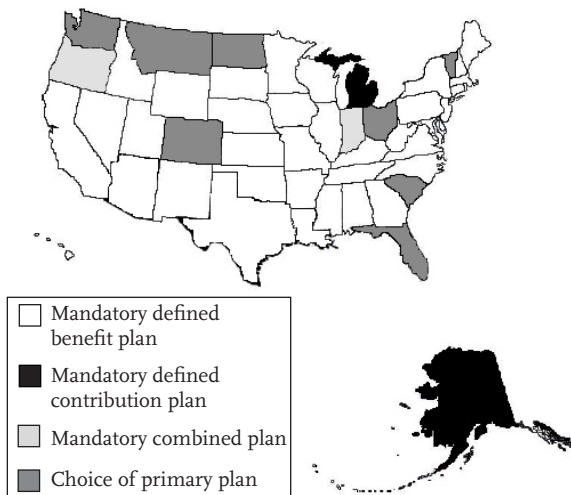 Mandatory defined
benefit plan
Mandatory defined
contribution plan
Mandatory combined plan
Choice of primary plan